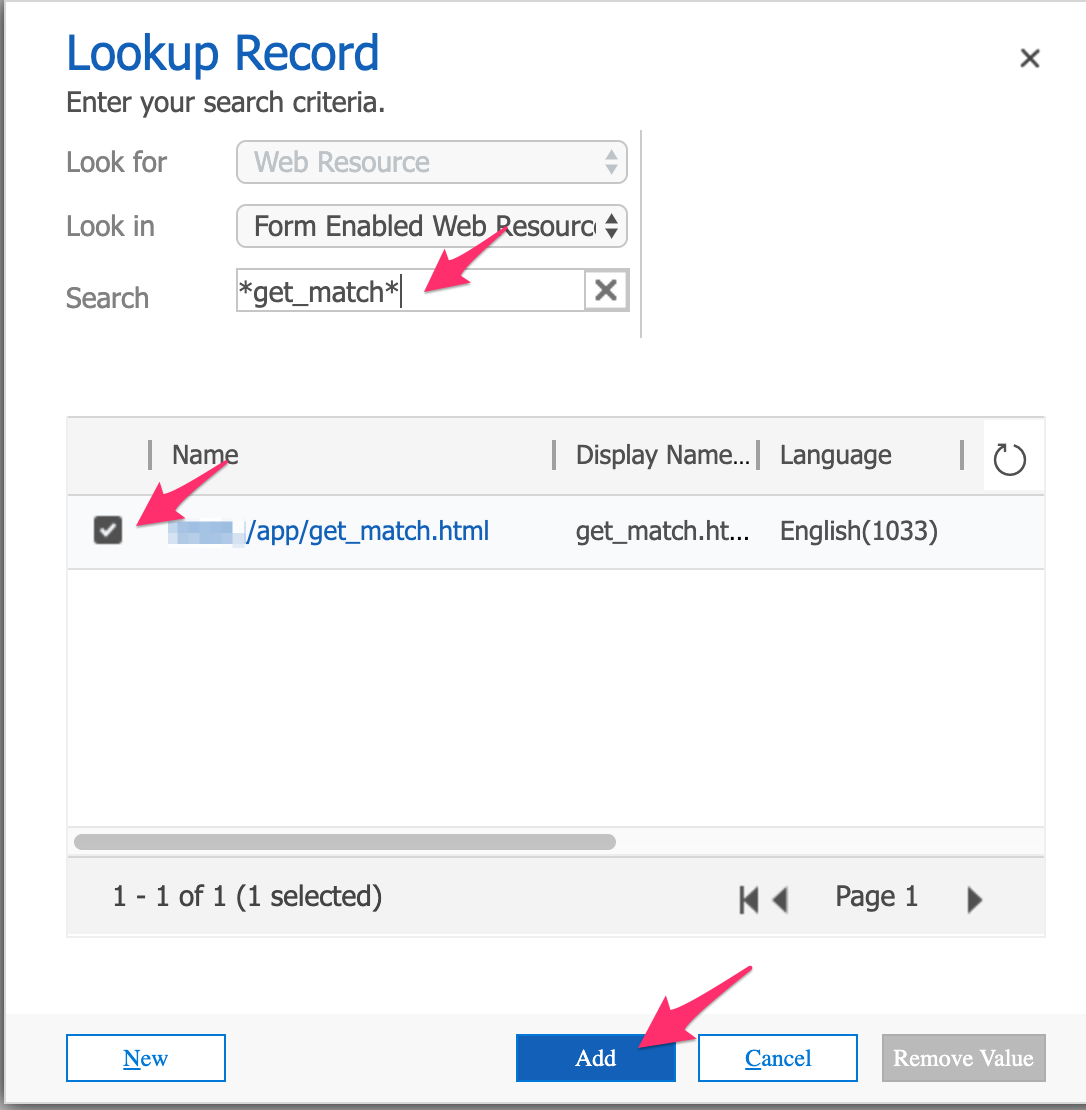 Lookup Record
Enter your search criteria.
Look for Web Resource
Look in Form Enabled Web Resourc
Search *get_match*
Name Display Name... Language
/app/get_match.html get_match.ht... English(1033)
1 - 1 of 1 (1 selected) Page 1
New Add Cancel Remove Value